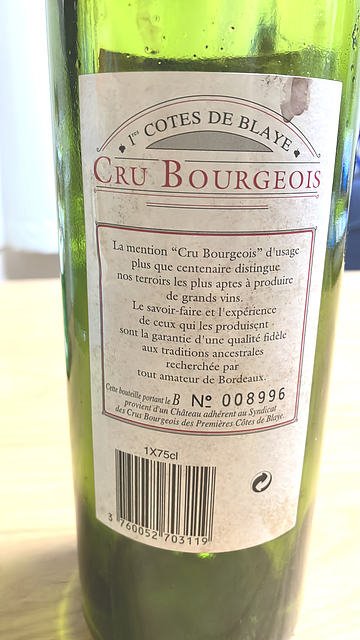 1res COTES DE BLAYE
CRU BOURGEOIS
La mention "Cru Bourgeois" d'usage
plus que centenaire distingue
nos terroirs les plus aptes à produire
de grands vins.
Le savoir-faire et l'expérience
de ceux qui les produisent
sont la garantie d'une qualité fidèle
aux traditions ancestrales
recherchée par
tout amateur de Bordeaux.
Cette bouteille portant le B Nº 008996
provient d'un Château adhérent au Syndicat
des Crus Bourgeois des Premières Côtes de Blaye.
1X75cl
3 760052 703119